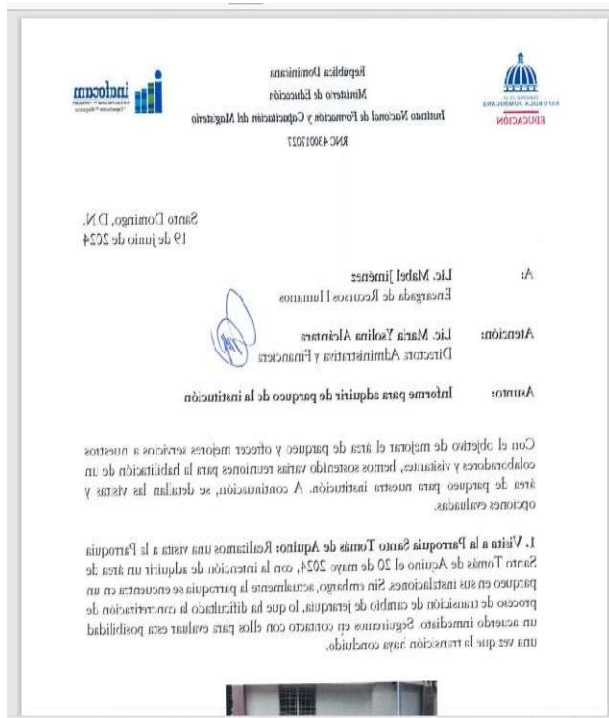 GOBIERNO DE LA
REPÚBLICA DOMINICANA
EDUCACIÓN
República Dominicana
Ministerio de Educación
Instituto Nacional de Formación y Capacitación del Magisterio
RNC 430017027
inafocam
Santo Domingo, D.N.
19 de junio de 2024
A: Lic. Mabel Jiménez
Encargada de Recursos Humanos
Atención: Lic. María Ysolina Alcántara
Directora Administrativa y Financiera
Asunto: Informe para adquirir de parqueo de la institución
Con el objetivo de mejorar el área de parqueo y ofrecer mejores servicios a nuestros
colaboradores y visitantes, hemos sostenido varias reuniones para la habilitación de un
área de parqueo para nuestra institución. A continuación, se detallan las visitas y
opciones evaluadas.
1. Visita a la Parroquia Santo Tomás de Aquino: Realizamos una visita a la Parroquia
Santo Tomás de Aquino el 20 de mayo 2024, con la intención de adquirir un área de
parqueo en sus instalaciones. Sin embargo, actualmente la parroquia se encuentra en un
proceso de transición de cambio de jerarquía, lo que ha dificultado la concretización de
un acuerdo inmediato. Seguiremos en contacto con ellos para evaluar esta posibilidad
una vez que la transición haya concluido.